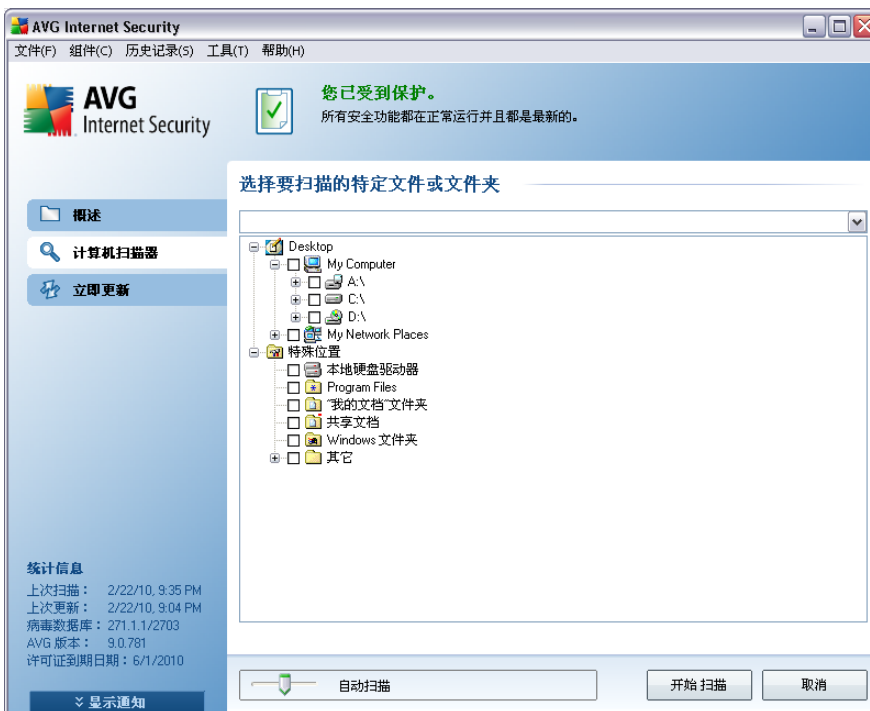 AVG Internet Security
文件(F) 组件(C) 历史记录(S) 工具(T) 帮助(H)
AVG
Internet Security
您已受到保护。
所有安全功能都在正常运行并且都是最新的。
概述
计算机扫描器
立即更新
选择要扫描的特定文件或文件夹
Desktop
My Computer
A:\
C:\
D:\
My Network Places
特殊位置
本地硬盘驱动器
Program Files
"我的文档"文件夹
共享文档
Windows 文件夹
其它
统计信息
上次扫描： 2/22/10, 9:35 PM
上次更新： 2/22/10, 9:04 PM
病毒数据库：271.1.1/2703
AVG 版本： 9.0.781
许可证到期日期：6/1/2010
显示通知
自动扫描
开始 扫描
取消